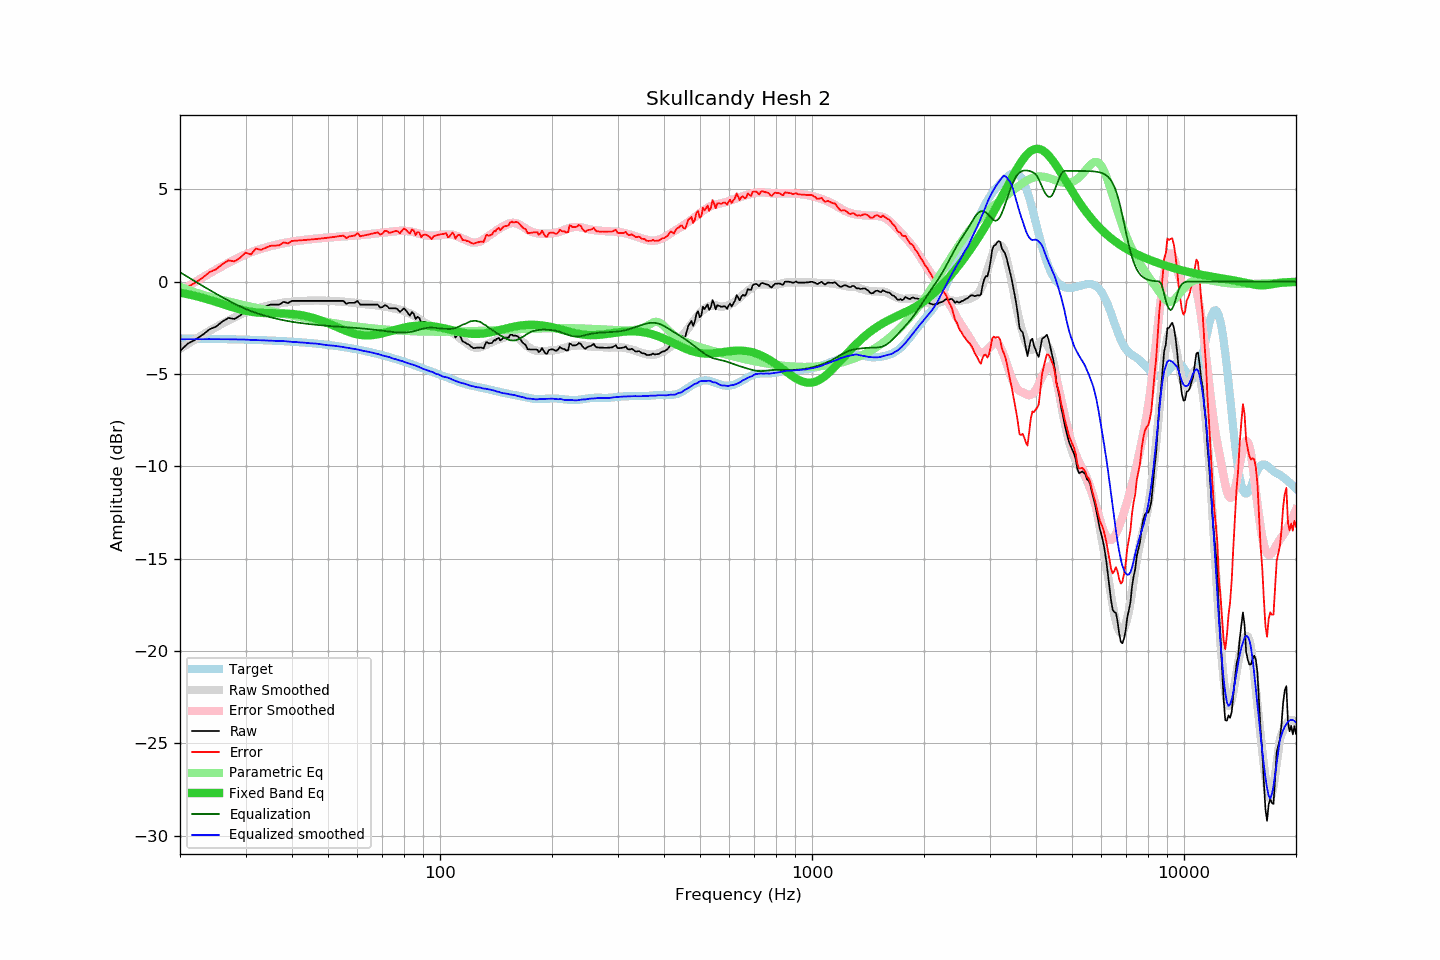 Skullcandy Hesh 2
Amplitude (dBr)
5
0
−5
−10
−15
−20
−25
−30
Target
Raw Smoothed
Error Smoothed
Raw
Error
Parametric Eq
Fixed Band Eq
Equalization
Equalized smoothed
100
1000
10000
Frequency (Hz)